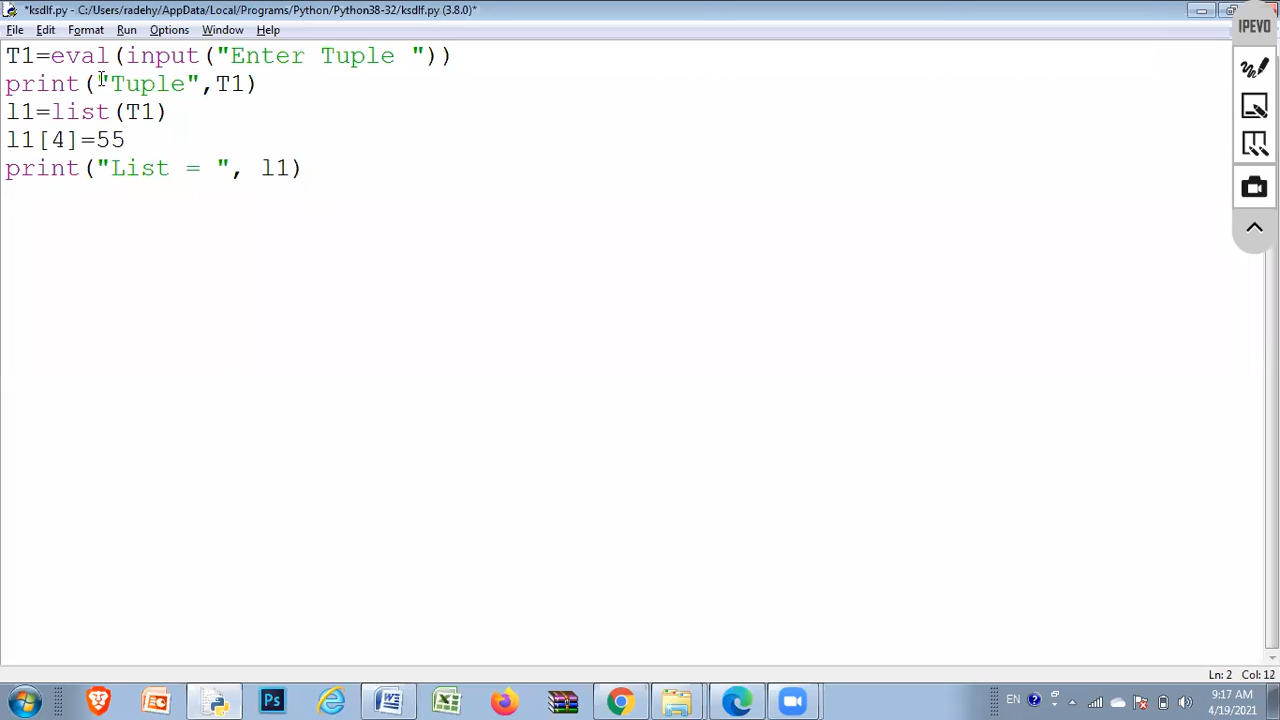 *ksdlf.py - C:/Users/radehy/AppData/Local/Programs/Python/Python38-32/ksdlf.py (3.8.0)*
File Edit Format Run Options Window Help
IPEVO
T1=eval(input("Enter Tuple "))
print("Tuple",T1)
l1=list(T1)
l1[4]=55
print("List = ", l1)
Ln: 2 Col: 12
Ps EN 9:17 AM
4/19/2021